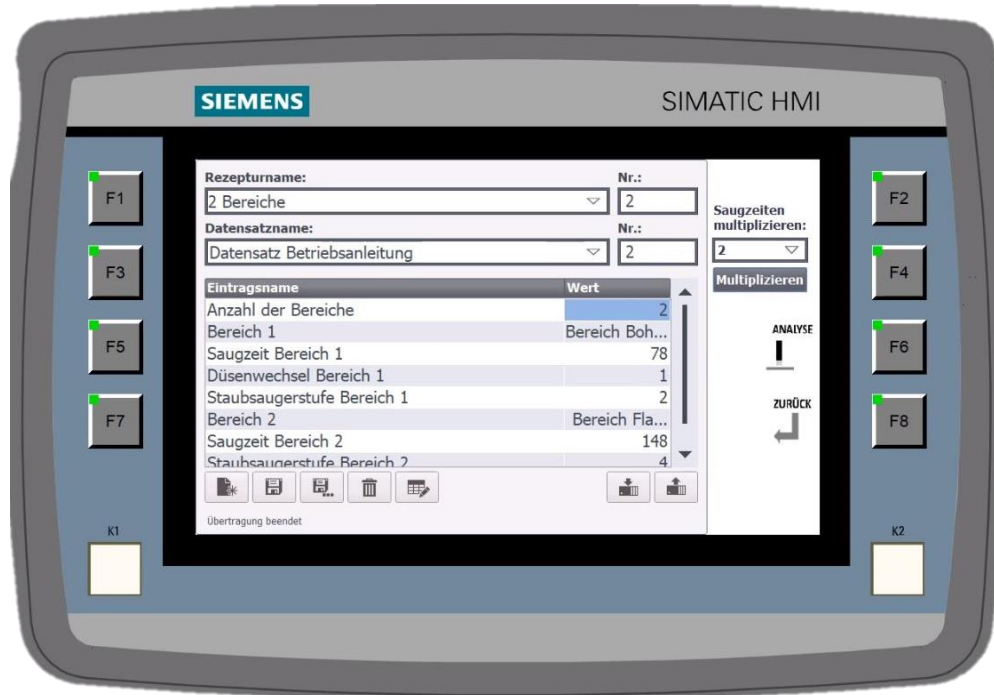 SIEMENS
SIMATIC HMI
F1
F3
F5
F7
K1
Rezepturname:
Nr.:
2 Bereiche
2
Datensatzname:
Nr.:
Datensatz Betriebsanleitung
2
Eintragsname Wert
Anzahl der Bereiche 2
Bereich 1 Bereich Boh...
Saugzeit Bereich 1 78
Düsenwechsel Bereich 1 1
Staubsaugerstufe Bereich 1 2
Bereich 2 Bereich Fla...
Saugzeit Bereich 2 148
Staubsaugerstufe Bereich 2 4
Übertragung beendet
Saugzeiten
multiplizieren:
2
Multiplizieren
ANALYSE
ZURÜCK
F2
F4
F6
F8
K2